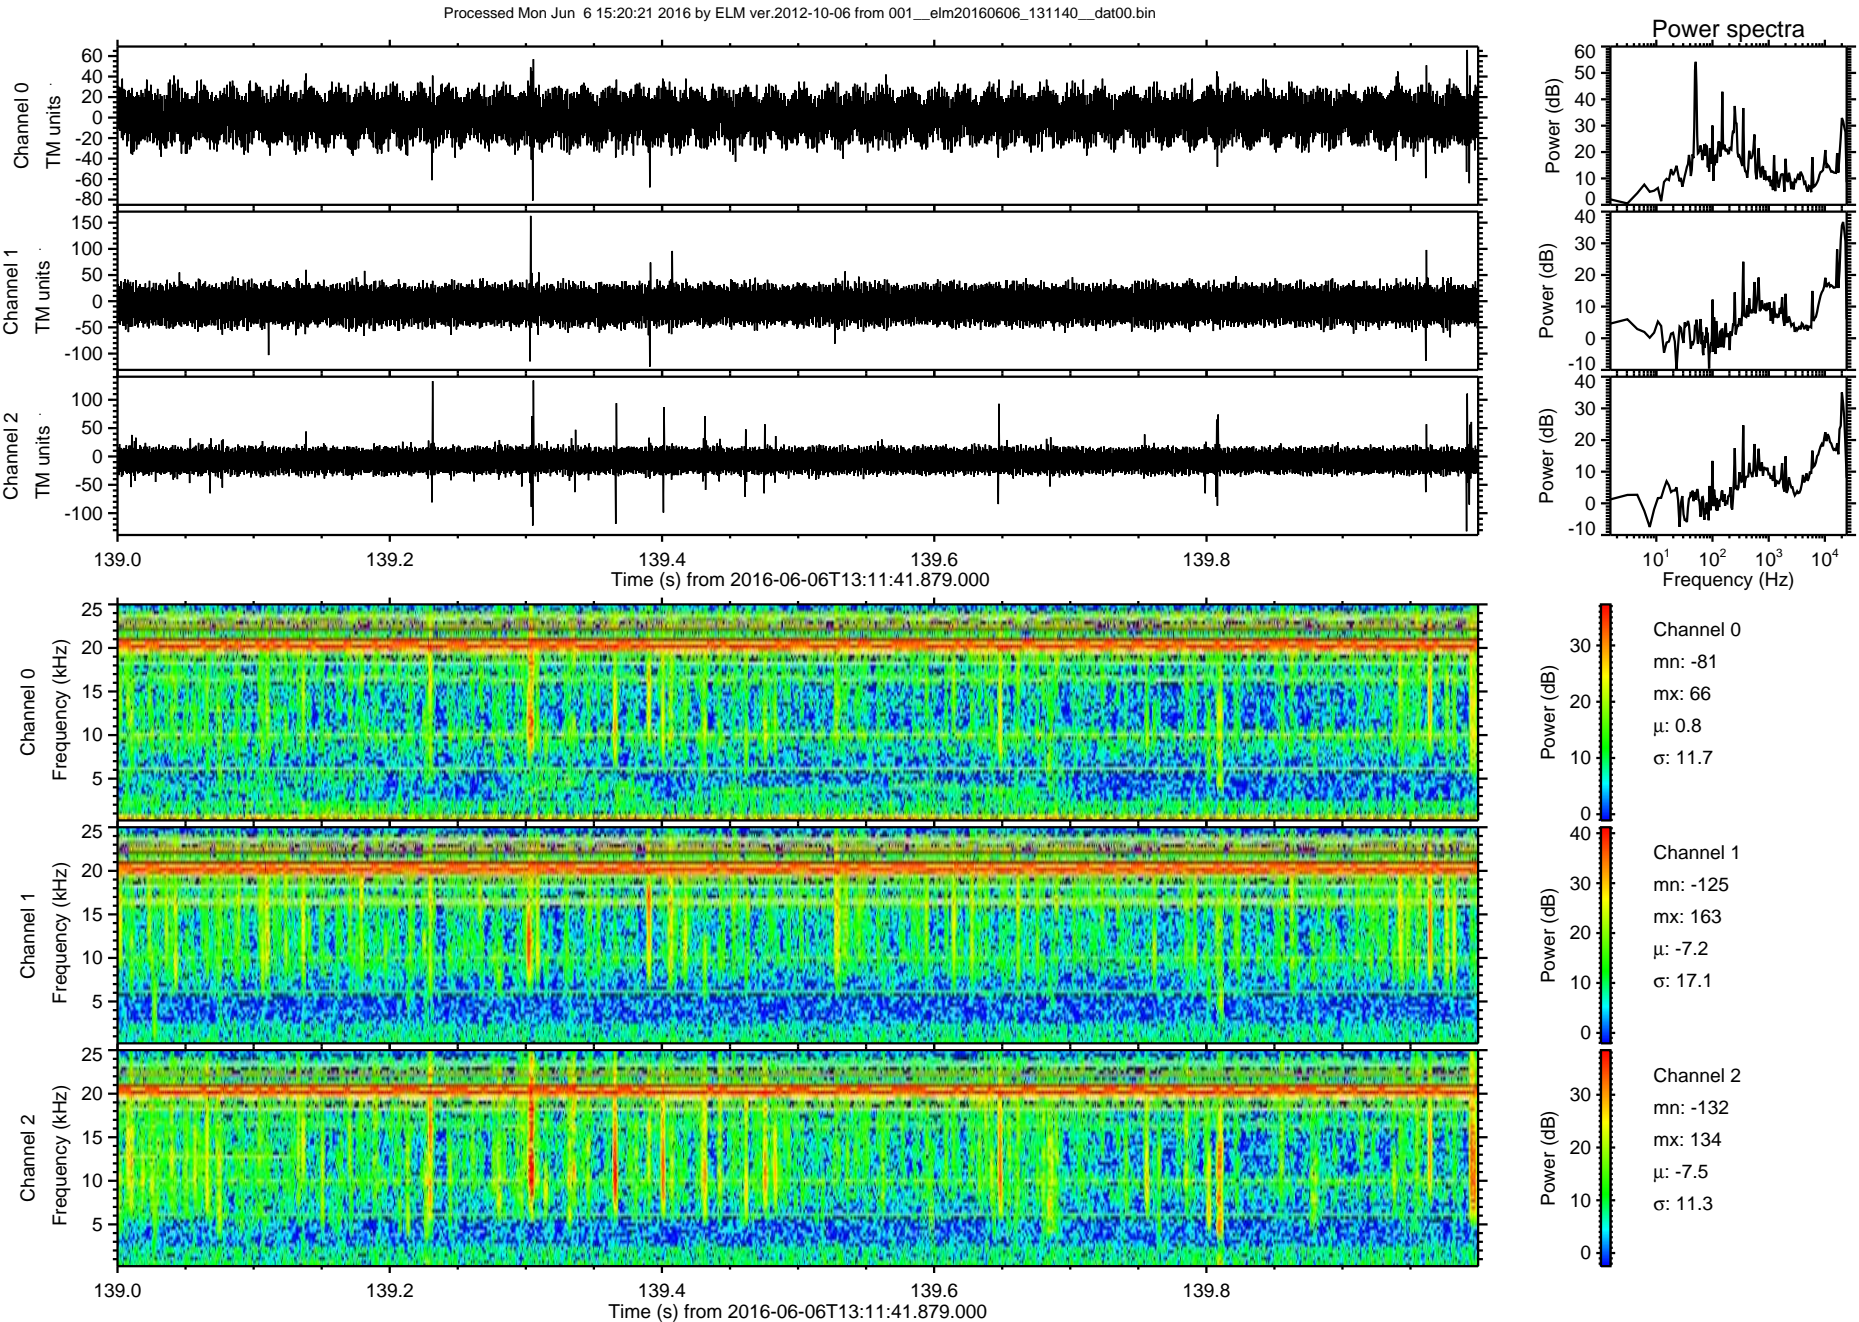 Processed Mon Jun  6 15:20:21 2016 by ELM ver.2012-10-06 from 001__elm20160606_131140__dat00.bin
Power spectra
Channel 0
TM units
60
40
20
0
-20
-40
-60
-80
Power (dB)
60
50
40
30
20
10
0
Channel 1
TM units
150
100
50
0
-50
-100
Power (dB)
40
30
20
10
0
-10
Channel 2
TM units
100
50
0
-50
-100
Power (dB)
40
30
20
10
0
-10
139.0 139.2 139.4 139.6 139.8
Time (s) from 2016-06-06T13:11:41.879.000
10¹ 10² 10³ 10⁴
Frequency (Hz)
Channel 0
Frequency (kHz)
25
20
15
10
5
Power (dB)
30
20
10
0
Channel 0
mn: -81
mx: 66
µ: 0.8
σ: 11.7
Channel 1
Frequency (kHz)
25
20
15
10
5
Power (dB)
40
30
20
10
0
Channel 1
mn: -125
mx: 163
µ: -7.2
σ: 17.1
Channel 2
Frequency (kHz)
25
20
15
10
5
Power (dB)
30
20
10
0
Channel 2
mn: -132
mx: 134
µ: -7.5
σ: 11.3
139.0 139.2 139.4 139.6 139.8
Time (s) from 2016-06-06T13:11:41.879.000